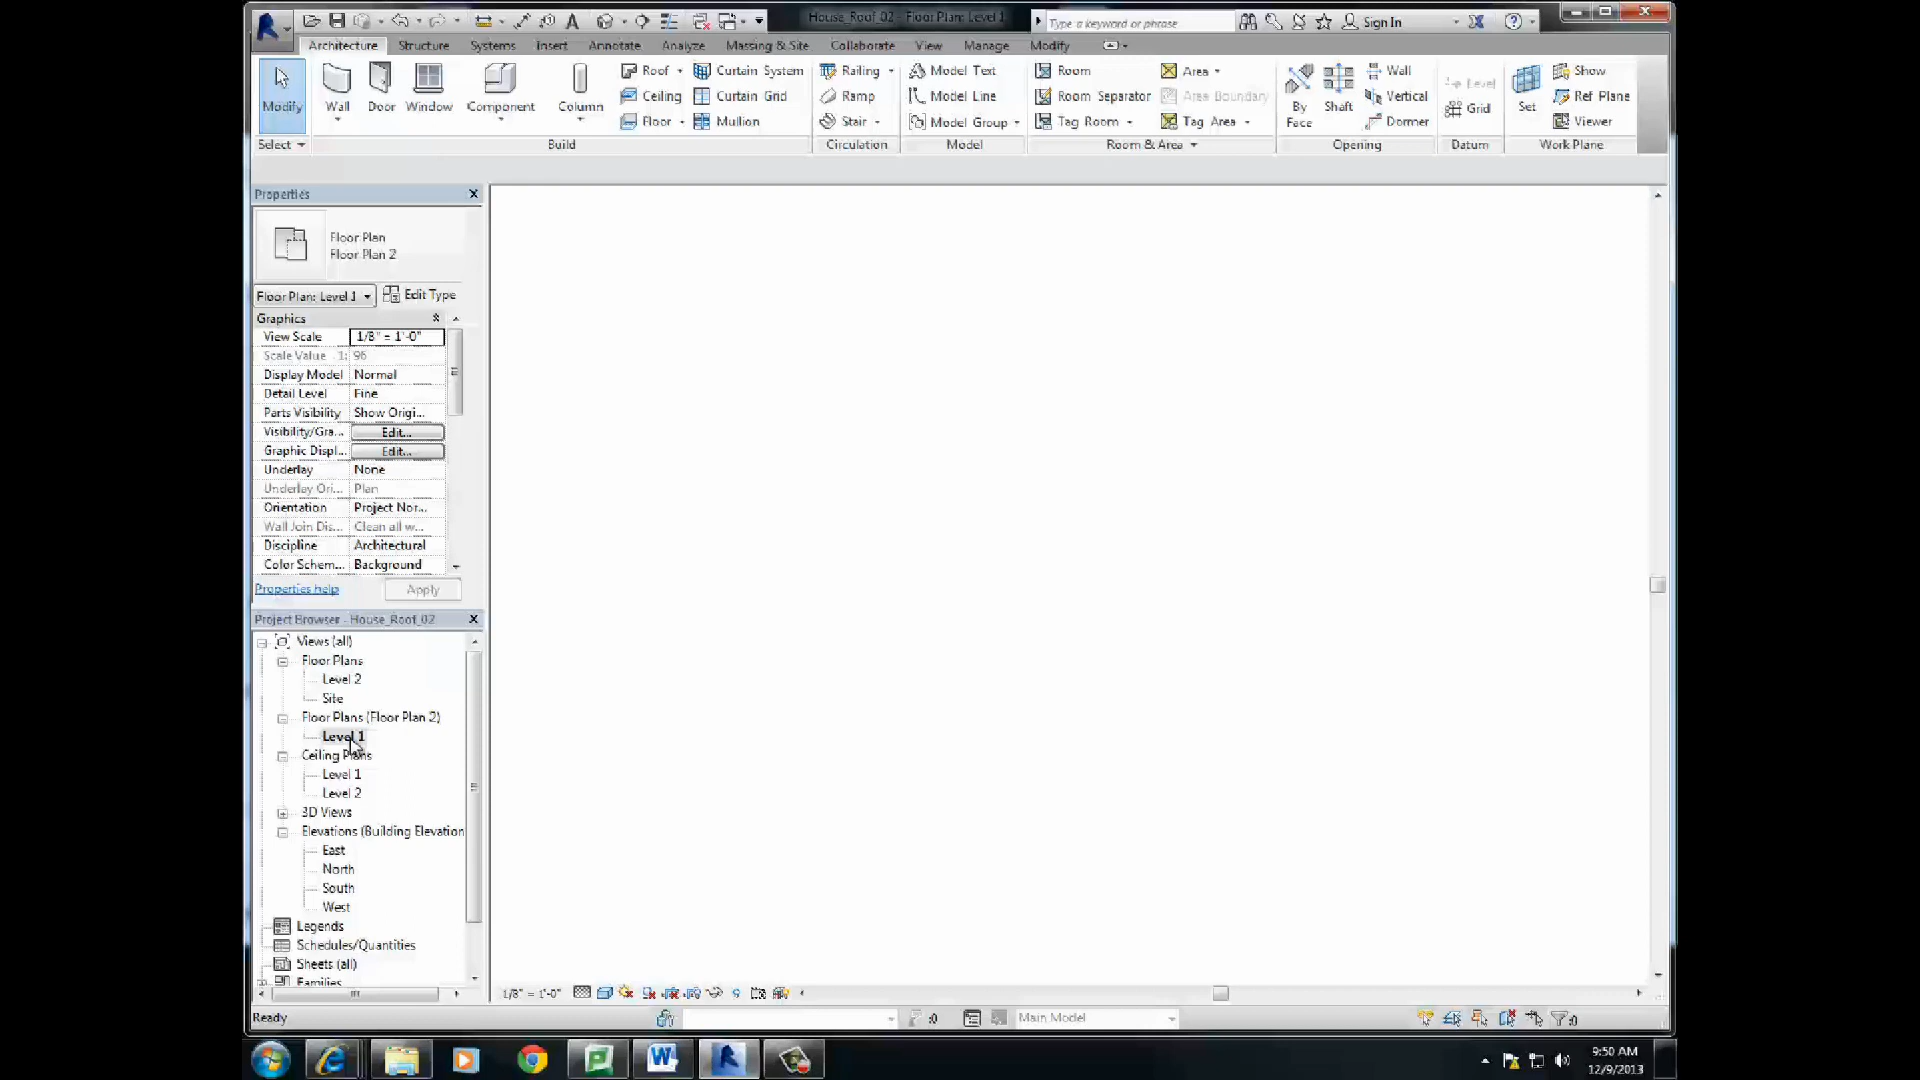 House_Roof_02 - Floor Plan: Level 1
Type a keyword or phrase
Sign In
Architecture Structure Systems Insert Annotate Analyze Massing & Site Collaborate View Manage Modify
Modify Wall Door Window Component Column
Roof Curtain System
Ceiling Curtain Grid
Floor Mullion
Railing
Ramp
Stair
Model Text
Model Line
Model Group
Room
Room Separator
Tag Room
Area
Area Boundary
Tag Area
By Face
Shaft
Wall
Vertical
Dormer
Level
Grid
Set
Show
Ref Plane
Viewer
Select Build Circulation Model Room & Area Opening Datum Work Plane
Properties
Floor Plan
Floor Plan 2
Floor Plan: Level 1
Edit Type
Graphics
View Scale 1/8" = 1'-0"
Scale Value 1: 96
Display Model Normal
Detail Level Fine
Parts Visibility Show Origi...
Visibility/Gra... Edit...
Graphic Displ... Edit...
Underlay None
Underlay Ori... Plan
Orientation Project Nor...
Wall Join Dis... Clean all w...
Discipline Architectural
Color Schem... Background
Properties help Apply
Project Browser - House_Roof_02
Views (all)
Floor Plans
Level 2
Site
Floor Plans (Floor Plan 2)
Level 1
Ceiling Plans
Level 1
Level 2
3D Views
Elevations (Building Elevation
East
North
South
West
Legends
Schedules/Quantities
Sheets (all)
Families
1/8" = 1'-0"
Ready
:0
Main Model
:0
9:50 AM
12/9/2013